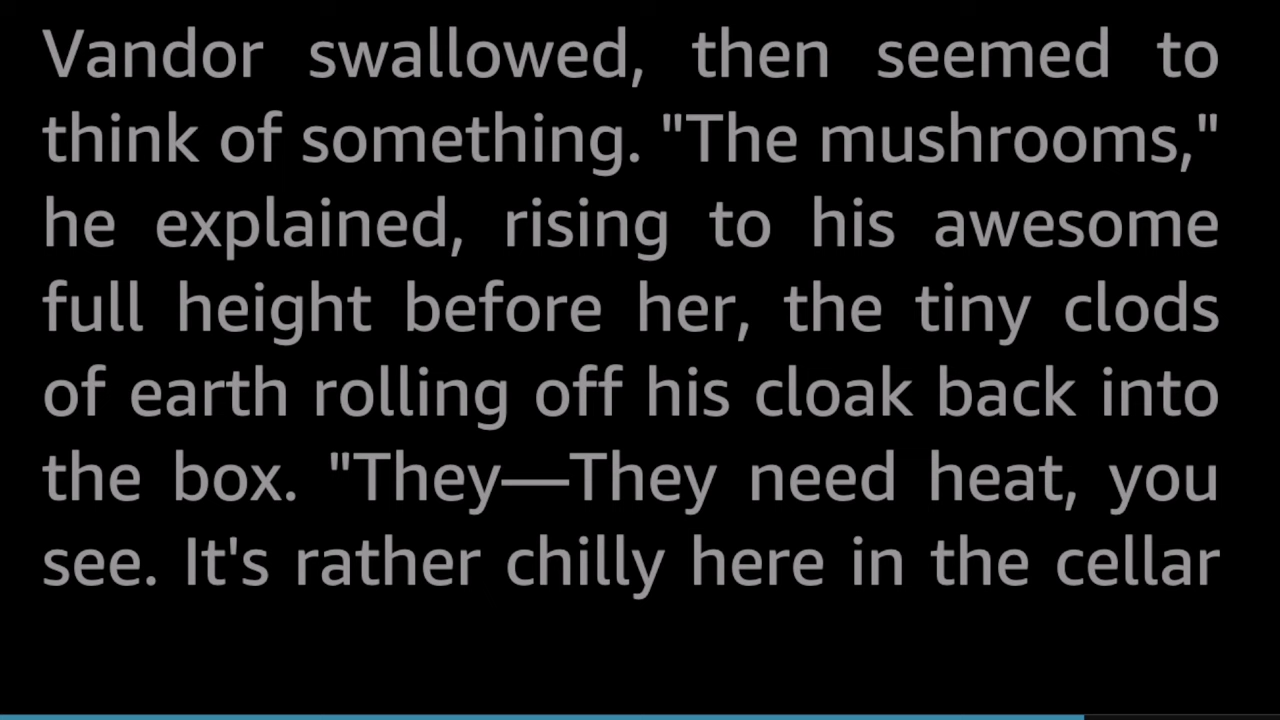 Vandor swallowed, then seemed to
think of something. "The mushrooms,"
he explained, rising to his awesome
full height before her, the tiny clods
of earth rolling off his cloak back into
the box. "They—They need heat, you
see. It's rather chilly here in the cellar